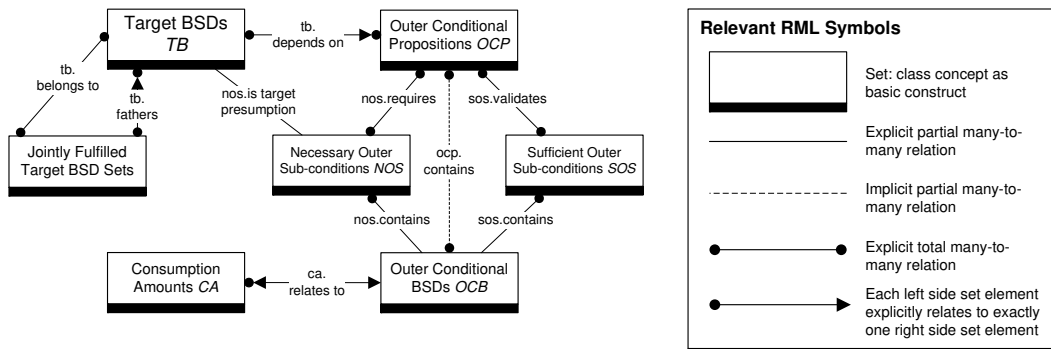 Target BSDs
TB
tb.
depends on
Outer Conditional
Propositions OCP
tb.
belongs to
tb.
fathers
nos.is target
presumption
nos.requires
sos.validates
Jointly Fulfilled
Target BSD Sets
Necessary Outer
Sub-conditions NOS
ocp.
contains
Sufficient Outer
Sub-conditions SOS
nos.contains
sos.contains
Consumption
Amounts CA
ca.
relates to
Outer Conditional
BSDs OCB
Relevant RML Symbols
Set: class concept as
basic construct
Explicit partial many-to-
many relation
Implicit partial many-to-
many relation
Explicit total many-to-
many relation
Each left side set element
explicitly relates to exactly
one right side set element